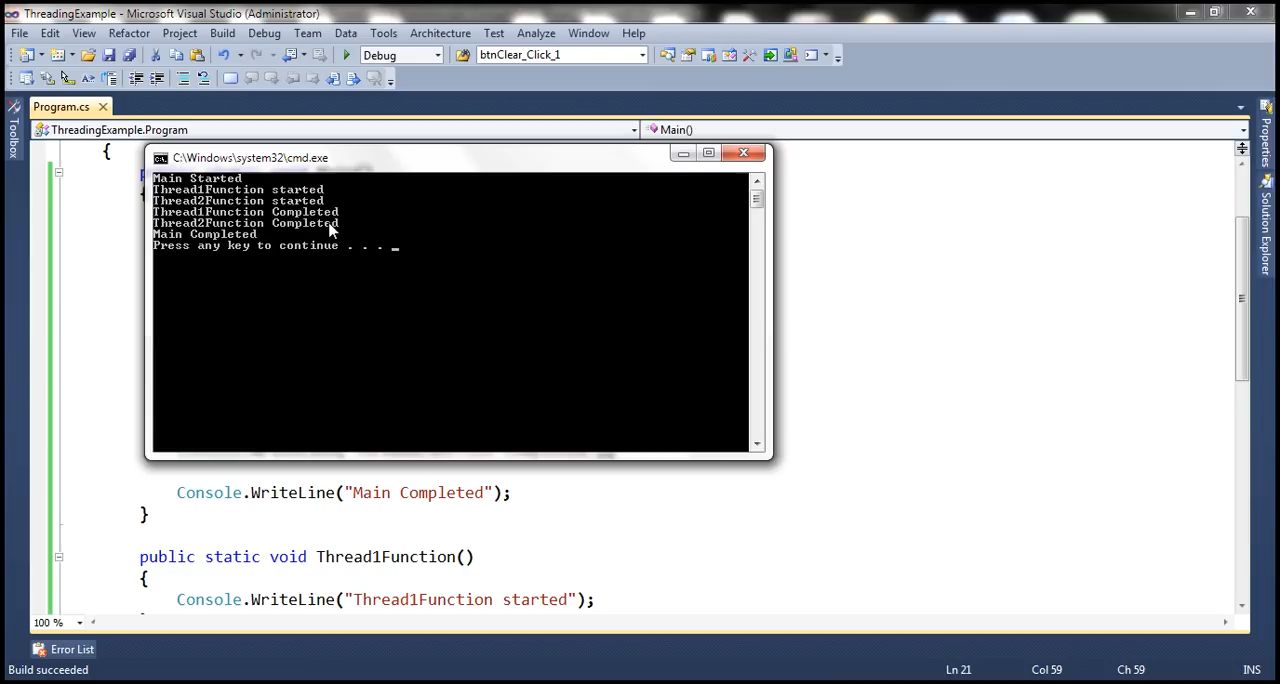 ThreadingExample - Microsoft Visual Studio (Administrator)
File Edit View Refactor Project Build Debug Team Data Tools Architecture Test Analyze Window Help
Debug btnClear_Click_1
Program.cs
ThreadingExample.Program Main()
Toolbox
Properties
Solution Explorer
{
C:\Windows\system32\cmd.exe
Main Started
Thread1Function started
Thread2Function started
Thread1Function Completed
Thread2Function Completed
Main Completed
Press any key to continue . . . _
Console.WriteLine("Main Completed");
}
public static void Thread1Function()
{
Console.WriteLine("Thread1Function started");
100 %
Error List
Build succeeded Ln 21 Col 59 Ch 59 INS